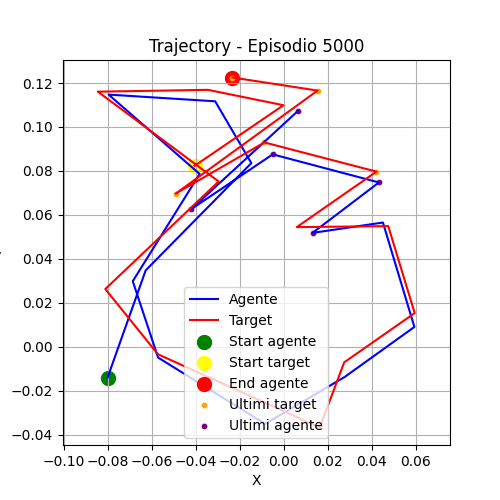 Trajectory - Episodio 5000
0.12
0.10
0.08
0.06
0.04
0.02
0.00
−0.02
−0.04
Agente
Target
Start agente
Start target
End agente
Ultimi target
Ultimi agente
−0.10 −0.08 −0.06 −0.04 −0.02 0.00 0.02 0.04 0.06
X